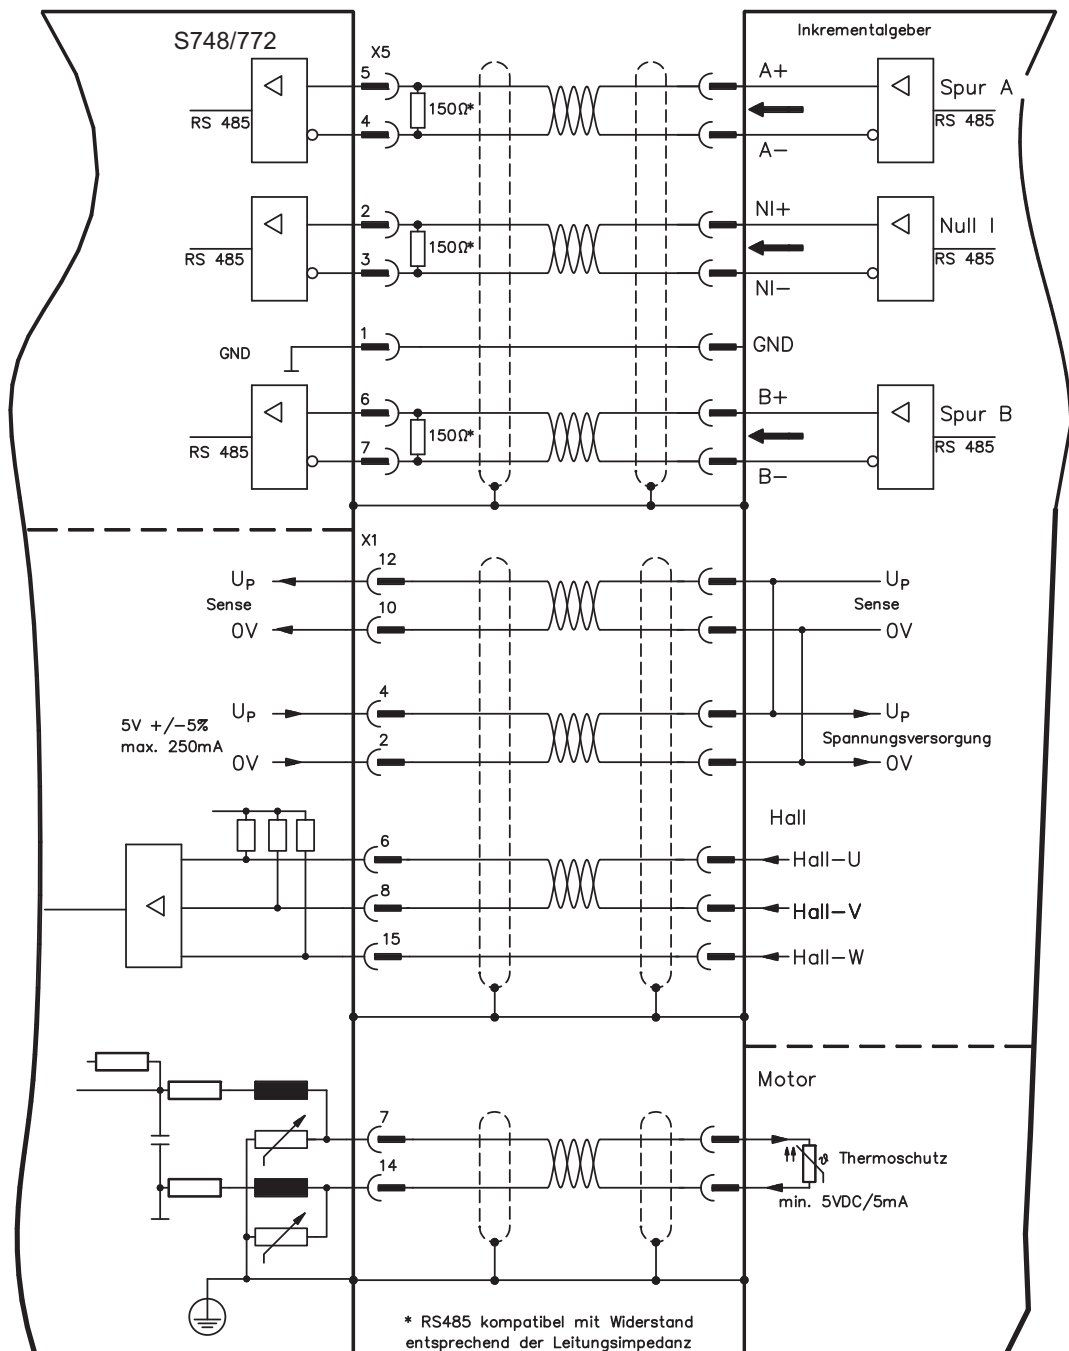 S748/772
Inkrementalgeber
X5
5
A+
Spur A
RS 485
150Ω*
RS 485
4
A–
2
NI+
Null I
RS 485
150Ω*
RS 485
3
NI–
1
GND
GND
6
B+
Spur B
RS 485
150Ω*
RS 485
7
B–
X1
12
UP
UP
Sense
10
Sense
0V
0V
4
UP
UP
5V +/–5%
max. 250mA
2
Spannungsversorgung
0V
0V
Hall
6
Hall–U
8
Hall–V
15
Hall–W
Motor
7
14
ϑ
Thermoschutz
min. 5VDC/5mA
* RS485 kompatibel mit Widerstand
entsprechend der Leitungsimpedanz